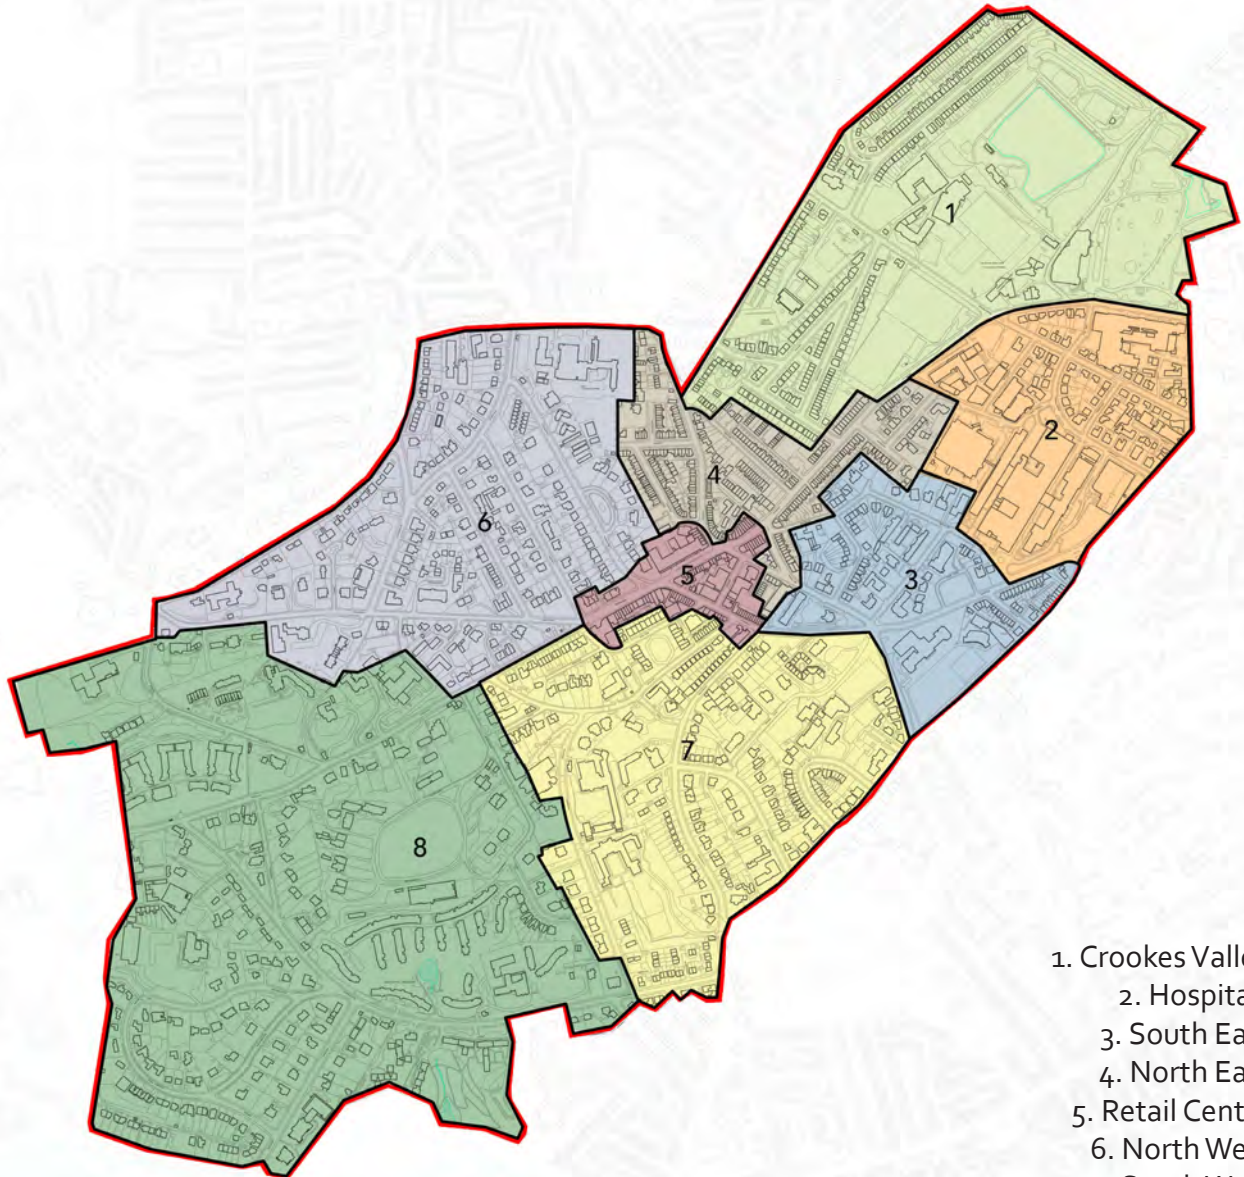 1
2
4
6
5
3
7
8
1. Crookes Valle
2. Hospita
3. South Ea
4. North Ea
5. Retail Cent
6. North We